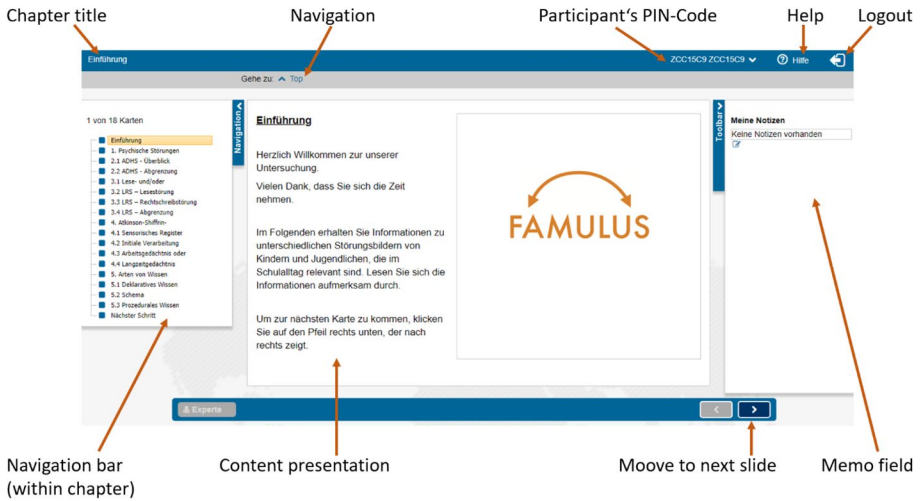 Chapter title
Navigation
Participant‘s PIN-Code
Help
Logout
Einführung
ZCC15C9 ZCC15C9
Hilfe
Gehe zu: Top
1 von 18 Karten
Einführung
1. Psychische Störungen
2.1 ADHS - Überblick
2.2 ADHS - Abgrenzung
3.1 Lese- und/oder
3.2 LRS – Lesestörung
3.3 LRS – Rechtschreibstörung
3.4 LRS – Abgrenzung
4. Atkinson-Shiffrin-
4.1 Sensorisches Register
4.2 Initiale Verarbeitung
4.3 Arbeitsgedächtnis oder
4.4 Langzeitgedächtnis
5. Arten von Wissen
5.1 Deklaratives Wissen
5.2 Schema
5.3 Prozedurales Wissen
Nächster Schritt
Navigation
Einführung
Herzlich Willkommen zur unserer
Untersuchung.
Vielen Dank, dass Sie sich die Zeit
nehmen.
Im Folgenden erhalten Sie Informationen zu
unterschiedlichen Störungsbildern von
Kindern und Jugendlichen, die im
Schulalltag relevant sind. Lesen Sie sich die
Informationen aufmerksam durch.
Um zur nächsten Karte zu kommen, klicken
Sie auf den Pfeil rechts unten, der nach
rechts zeigt.
FAMULUS
Toolbar
Meine Notizen
Keine Notizen vorhanden
Experte
Navigation bar
(within chapter)
Content presentation
Moove to next slide
Memo field